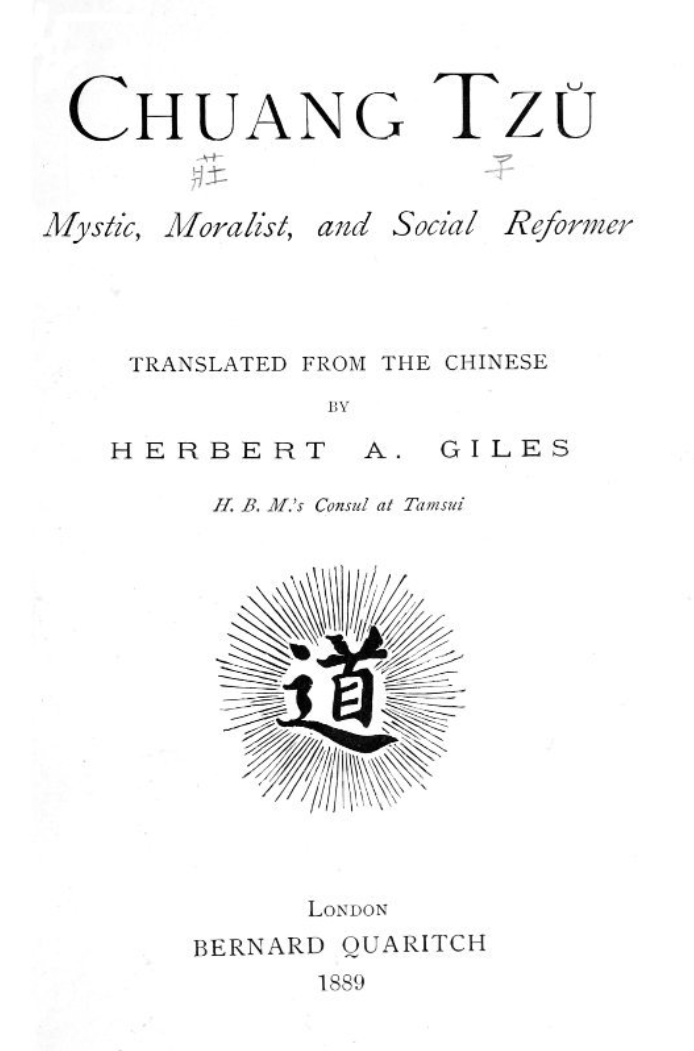 CHUANG TZŬ
莊 子
Mystic, Moralist, and Social Reformer
TRANSLATED FROM THE CHINESE
BY
HERBERT A. GILES
H. B. M.'s Consul at Tamsui
道
LONDON
BERNARD QUARITCH
1889